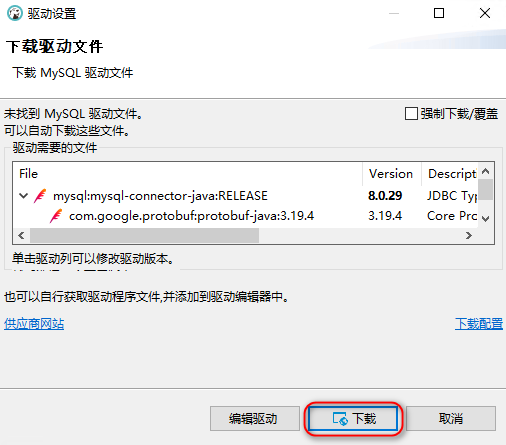 驱动设置
下载驱动文件
下载 MySQL 驱动文件
未找到 MySQL 驱动文件。
强制下载/覆盖
可以自动下载这些文件。
驱动需要的文件
File Version Descript
mysql:mysql-connector-java:RELEASE 8.0.29 JDBC Typ
com.google.protobuf:protobuf-java:3.19.4 3.19.4 Core Pro
单击驱动列可以修改驱动版本。
也可以自行获取驱动程序文件,并添加到驱动编辑器中。
供应商网站 下载配置
编辑驱动 下载 取消